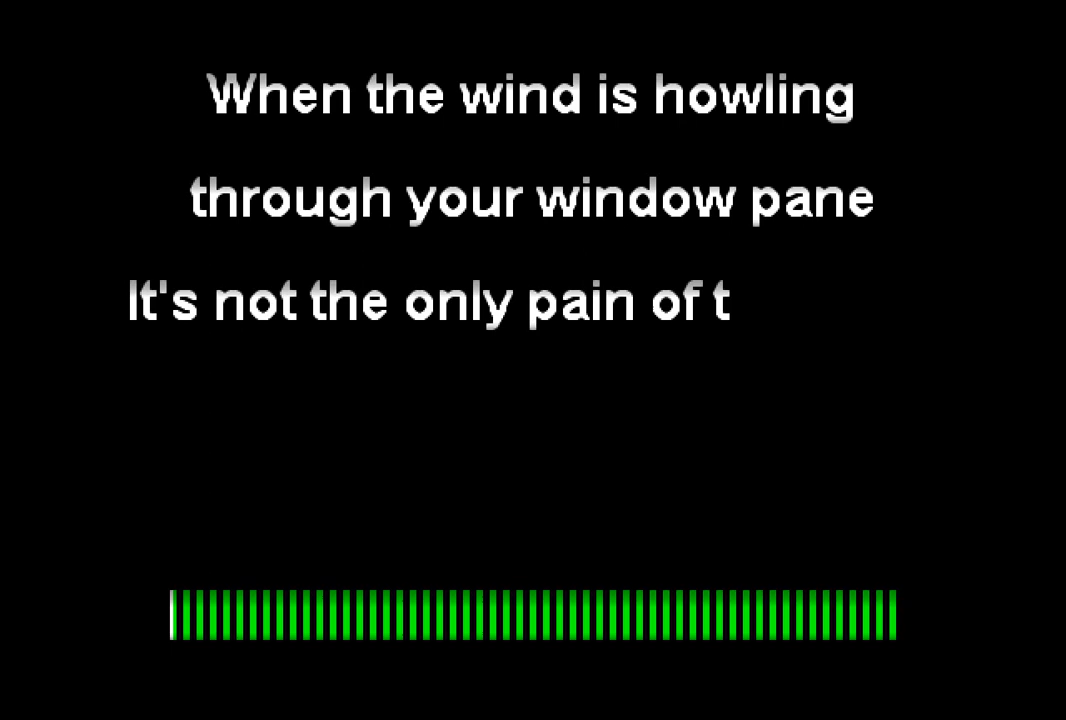 When the wind is howling
through your window pane
It's not the only pain of t